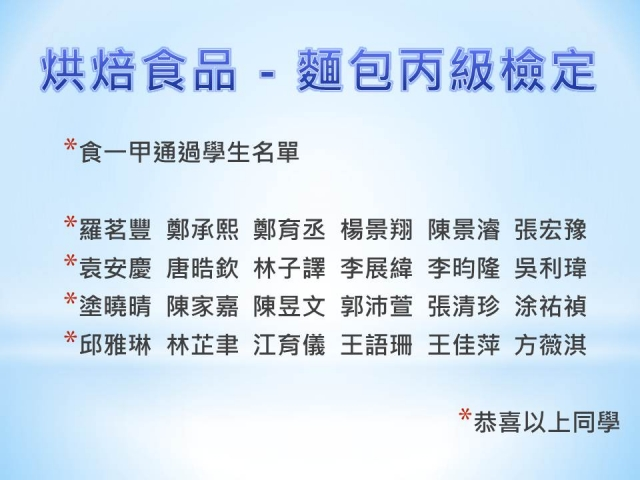 烘焙食品 - 麵包丙級檢定
*食一甲通過學生名單
*羅茗豐 鄭承熙 鄭育丞 楊景翔 陳景濬 張宏豫
*袁安慶 唐晧欽 林子譯 李展緯 李昀隆 吳利瑋
*塗曉晴 陳家嘉 陳昱文 郭沛萱 張清珍 涂祐禎
*邱雅琳 林芷聿 江育儀 王語珊 王佳萍 方薇淇
*恭喜以上同學